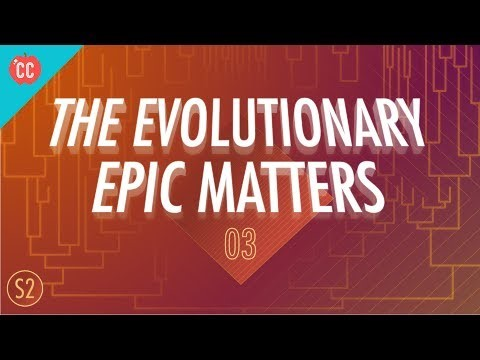 CC
THE EVOLUTIONARY
EPIC MATTERS
03
S2